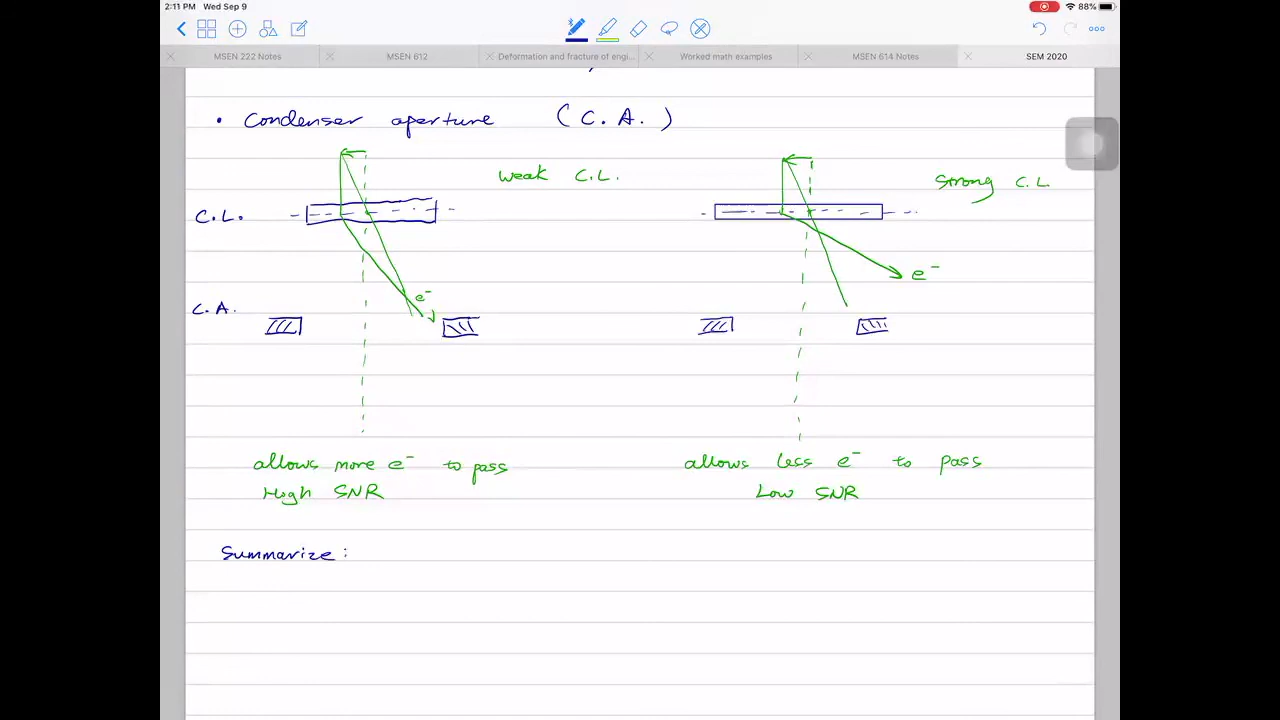 2:11 PM Wed Sep 9
88%
MSEN 222 Notes
MSEN 612
Deformation and fracture of engi...
Worked math examples
MSEN 614 Notes
SEM 2020
• Condenser aperture (C.A.)
weak C.L.
Strong C.L.
C.L.
e⁻
e⁻
C.A.
allows more e⁻ to pass
High SNR
allows less e⁻ to pass
Low SNR
Summarize: